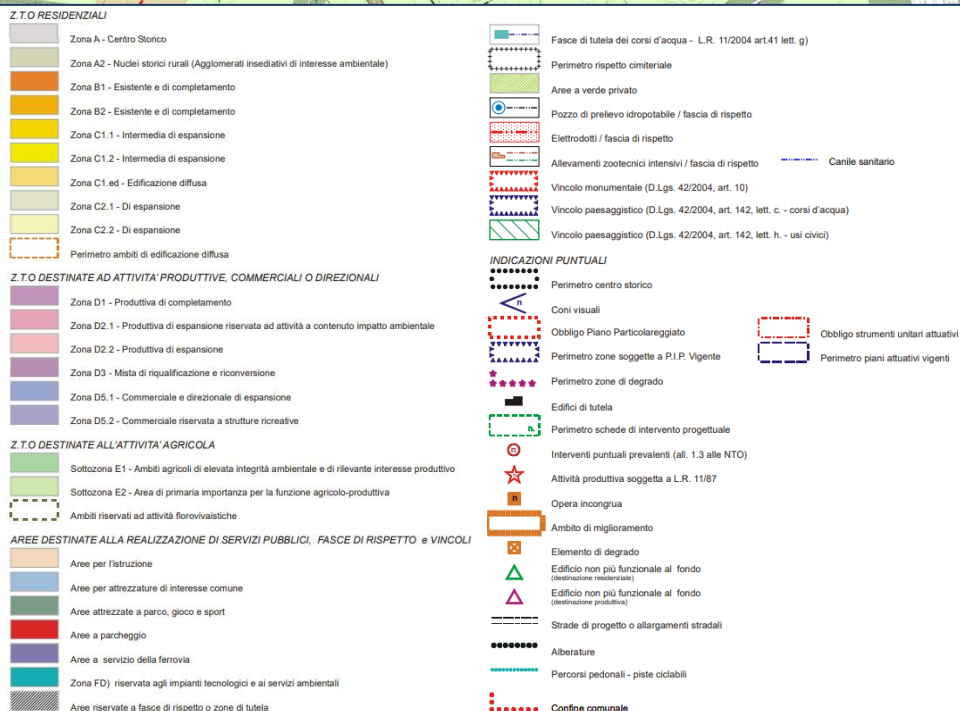 Z.T.O RESIDENZIALI
Zona A - Centro Storico
Zona A2 - Nuclei storici rurali (Agglomerati insediativi di interesse ambientale)
Zona B1 - Esistente e di completamento
Zona B2 - Esistente e di completamento
Zona C1.1 - Intermedia di espansione
Zona C1.2 - Intermedia di espansione
Zona C1.ed - Edificazione diffusa
Zona C2.1 - Di espansione
Zona C2.2 - Di espansione
Perimetro ambiti di edificazione diffusa
Z.T.O DESTINATE AD ATTIVITA' PRODUTTIVE, COMMERCIALI O DIREZIONALI
Zona D1 - Produttiva di completamento
Zona D2.1 - Produttiva di espansione riservata ad attività a contenuto impatto ambientale
Zona D2.2 - Produttiva di espansione
Zona D3 - Mista di riqualificazione e riconversione
Zona D5.1 - Commerciale e direzionale di espansione
Zona D5.2 - Commerciale riservata a strutture ricreative
Z.T.O DESTINATE ALL'ATTIVITA' AGRICOLA
Sottozona E1 - Ambiti agricoli di elevata integrità ambientale e di rilevante interesse produttivo
Sottozona E2 - Area di primaria importanza per la funzione agricolo-produttiva
Ambiti riservati ad attività florovivaistiche
AREE DESTINATE ALLA REALIZZAZIONE DI SERVIZI PUBBLICI, FASCE DI RISPETTO e VINCOLI
Aree per l'istruzione
Aree per attrezzature di interesse comune
Aree attrezzate a parco, gioco e sport
Aree a parcheggio
Aree a servizio della ferrovia
Zona FD) riservata agli impianti tecnologici e ai servizi ambientali
Aree riservate a fasce di rispetto o zone di tutela
Fasce di tutela dei corsi d'acqua - L.R. 11/2004 art.41 lett. g)
Perimetro rispetto cimiteriale
Aree a verde privato
Pozzo di prelievo idropotabile / fascia di rispetto
Elettrodotti / fascia di rispetto
Allevamenti zootecnici intensivi / fascia di rispetto
Canile sanitario
Vincolo monumentale (D.Lgs. 42/2004, art. 10)
Vincolo paesaggistico (D.Lgs. 42/2004, art. 142, lett. c. - corsi d'acqua)
Vincolo paesaggistico (D.Lgs. 42/2004, art. 142, lett. h. - usi civici)
INDICAZIONI PUNTUALI
Perimetro centro storico
n
Coni visuali
Obbligo Piano Particolareggiato
Obbligo strumenti unitari attuativi
Perimetro zone soggette a P.I.P. Vigente
Perimetro piani attuativi vigenti
Perimetro zone di degrado
Edifici di tutela
n.
Perimetro schede di intervento progettuale
n
Interventi puntuali prevalenti (all. 1.3 alle NTO)
Attività produttiva soggetta a L.R. 11/87
n
Opera incongrua
Ambito di miglioramento
Elemento di degrado
Edificio non più funzionale al fondo
(destinazione residenziale)
Edificio non più funzionale al fondo
(destinazione produttiva)
Strade di progetto o allargamenti stradali
Alberature
Percorsi pedonali - piste ciclabili
Confine comunale